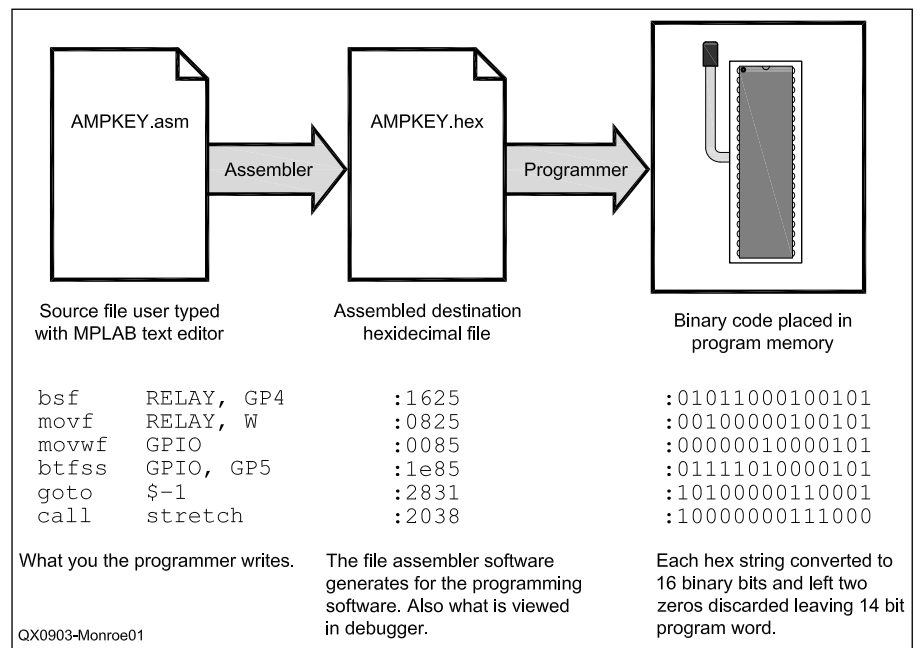 AMPKEY.asm
Assembler
AMPKEY.hex
Programmer
Source file user typed
with MPLAB text editor
Assembled destination
hexidecimal file
Binary code placed in
program memory
bsf RELAY, GP4 :1625 :01011000100101
movf RELAY, W :0825 :00100000100101
movwf GPIO :0085 :00000010000101
btfss GPIO, GP5 :1e85 :01111010000101
goto $-1 :2831 :10100000110001
call stretch :2038 :10000000111000
What you the programmer writes.
The file assembler software
generates for the programming
software. Also what is viewed
in debugger.
Each hex string converted to
16 binary bits and left two
zeros discarded leaving 14 bit
program word.
QX0903-Monroe01